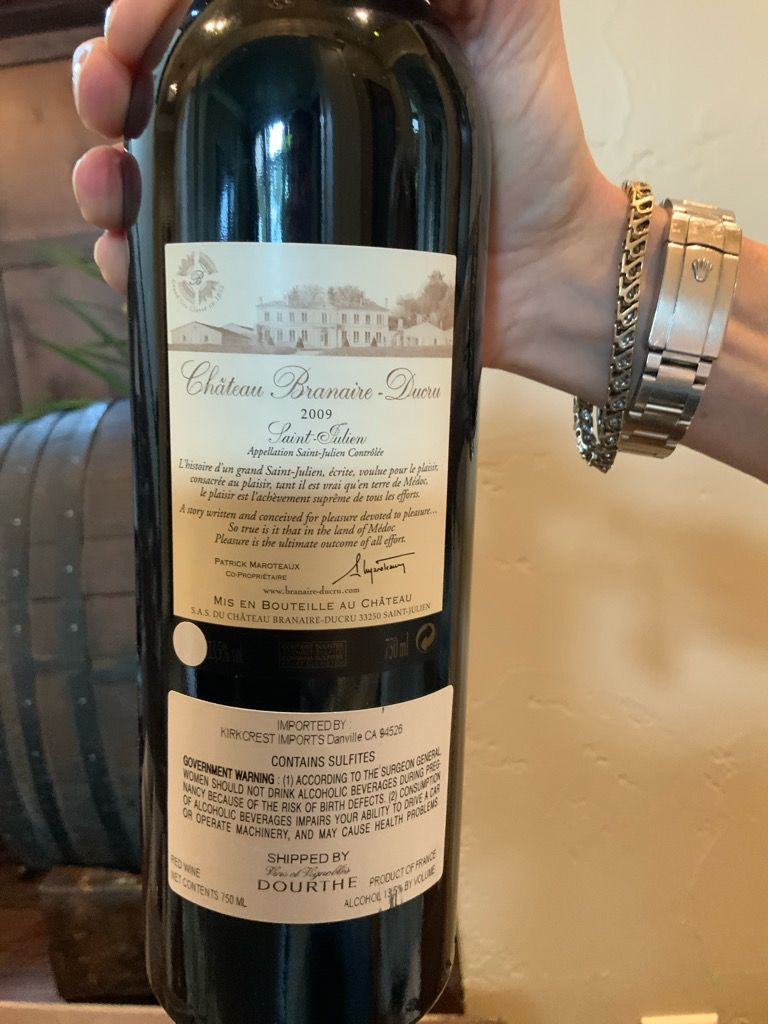 B
Château Branaire-Ducru
2009
Saint-Julien
Appellation Saint-Julien Contrôlée
L'histoire d'un grand Saint-Julien, écrite, voulue pour le plaisir,
consacrée au plaisir, tant il est vrai qu'en terre de Médoc,
le plaisir est l'achèvement suprême de tous les efforts.
A story written and conceived for pleasure devoted to pleasure...
So true is it that in the land of Médoc
Pleasure is the ultimate outcome of all effort.
PATRICK MAROTEAUX
CO-PROPRIÉTAIRE
www.branaire-ducru.com
MIS EN BOUTEILLE AU CHÂTEAU
S.A.S. DU CHÂTEAU BRANAIRE-DUCRU 33250 SAINT-JULIEN
13,5% vol.
750 ml
IMPORTED BY :
KIRKCREST IMPORTS Danville CA 94526
CONTAINS SULFITES
GOVERNMENT WARNING : (1) ACCORDING TO THE SURGEON GENERAL
WOMEN SHOULD NOT DRINK ALCOHOLIC BEVERAGES DURING PREG-
NANCY BECAUSE OF THE RISK OF BIRTH DEFECTS. (2) CONSUMPTION
OF ALCOHOLIC BEVERAGES IMPAIRS YOUR ABILITY TO DRIVE A CAR
OR OPERATE MACHINERY, AND MAY CAUSE HEALTH PROBLEMS
SHIPPED BY
Vins et Vignobles
DOURTHE
RED WINE
NET CONTENTS 750 ML
PRODUCT OF FRANCE
ALCOHOL 13.5% BY VOLUME